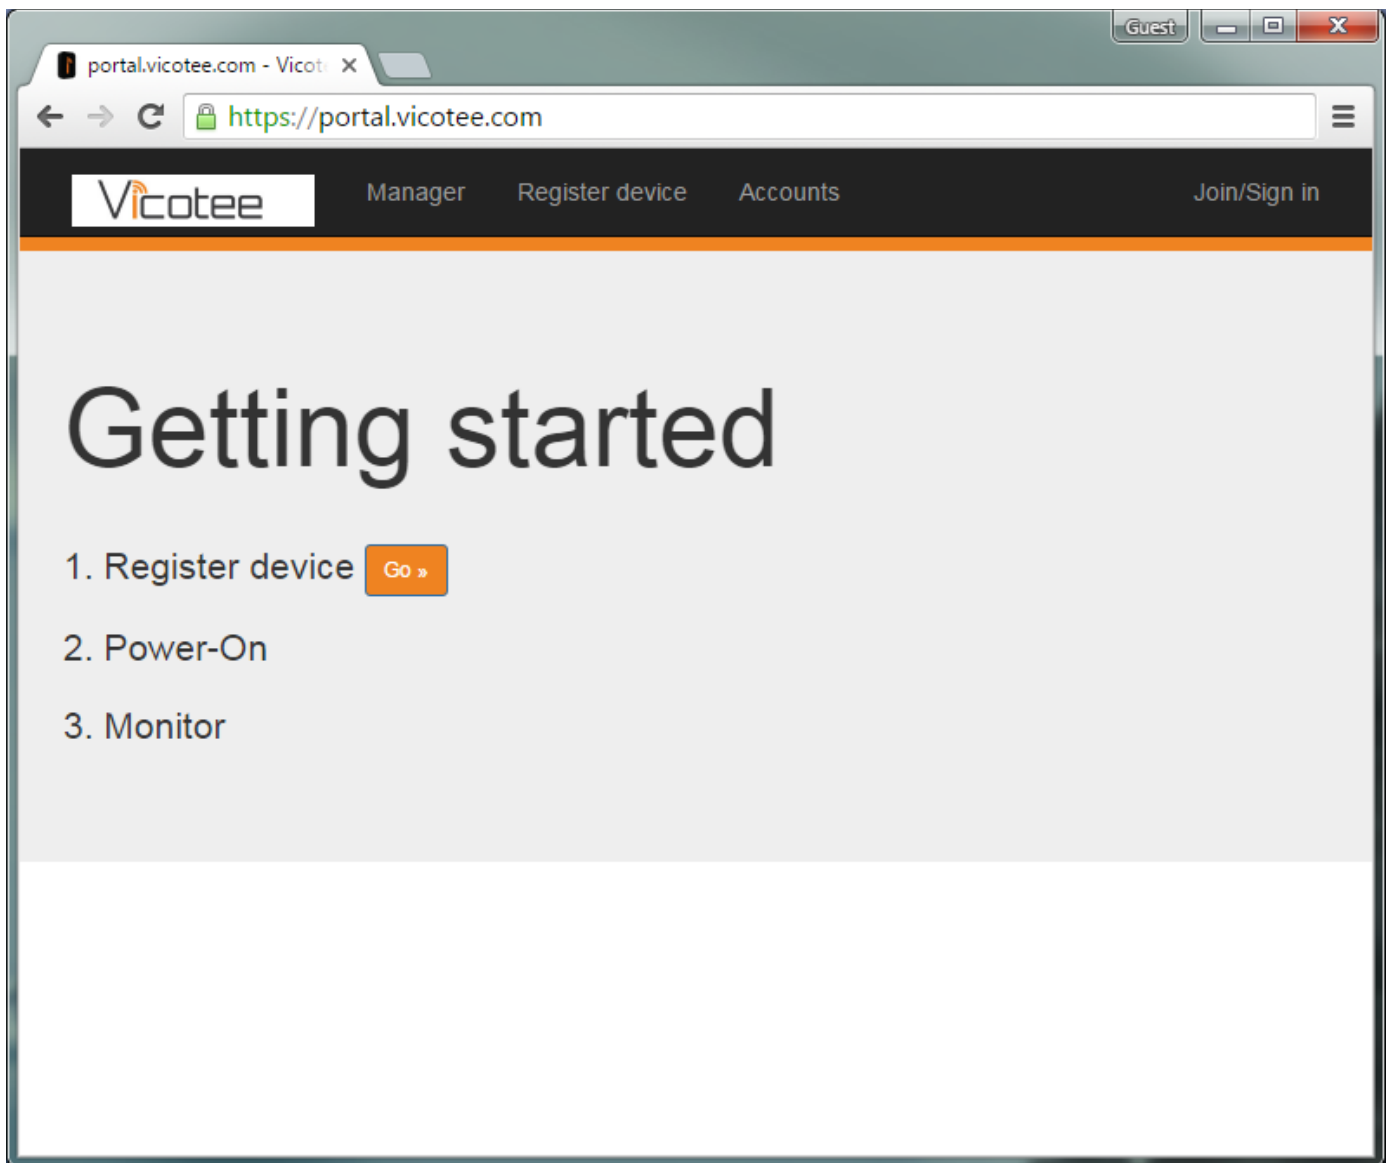 Guest
portal.vicotee.com - Vicot
https://portal.vicotee.com
Vicotee Manager Register device Accounts Join/Sign in
Getting started
1. Register device Go »
2. Power-On
3. Monitor